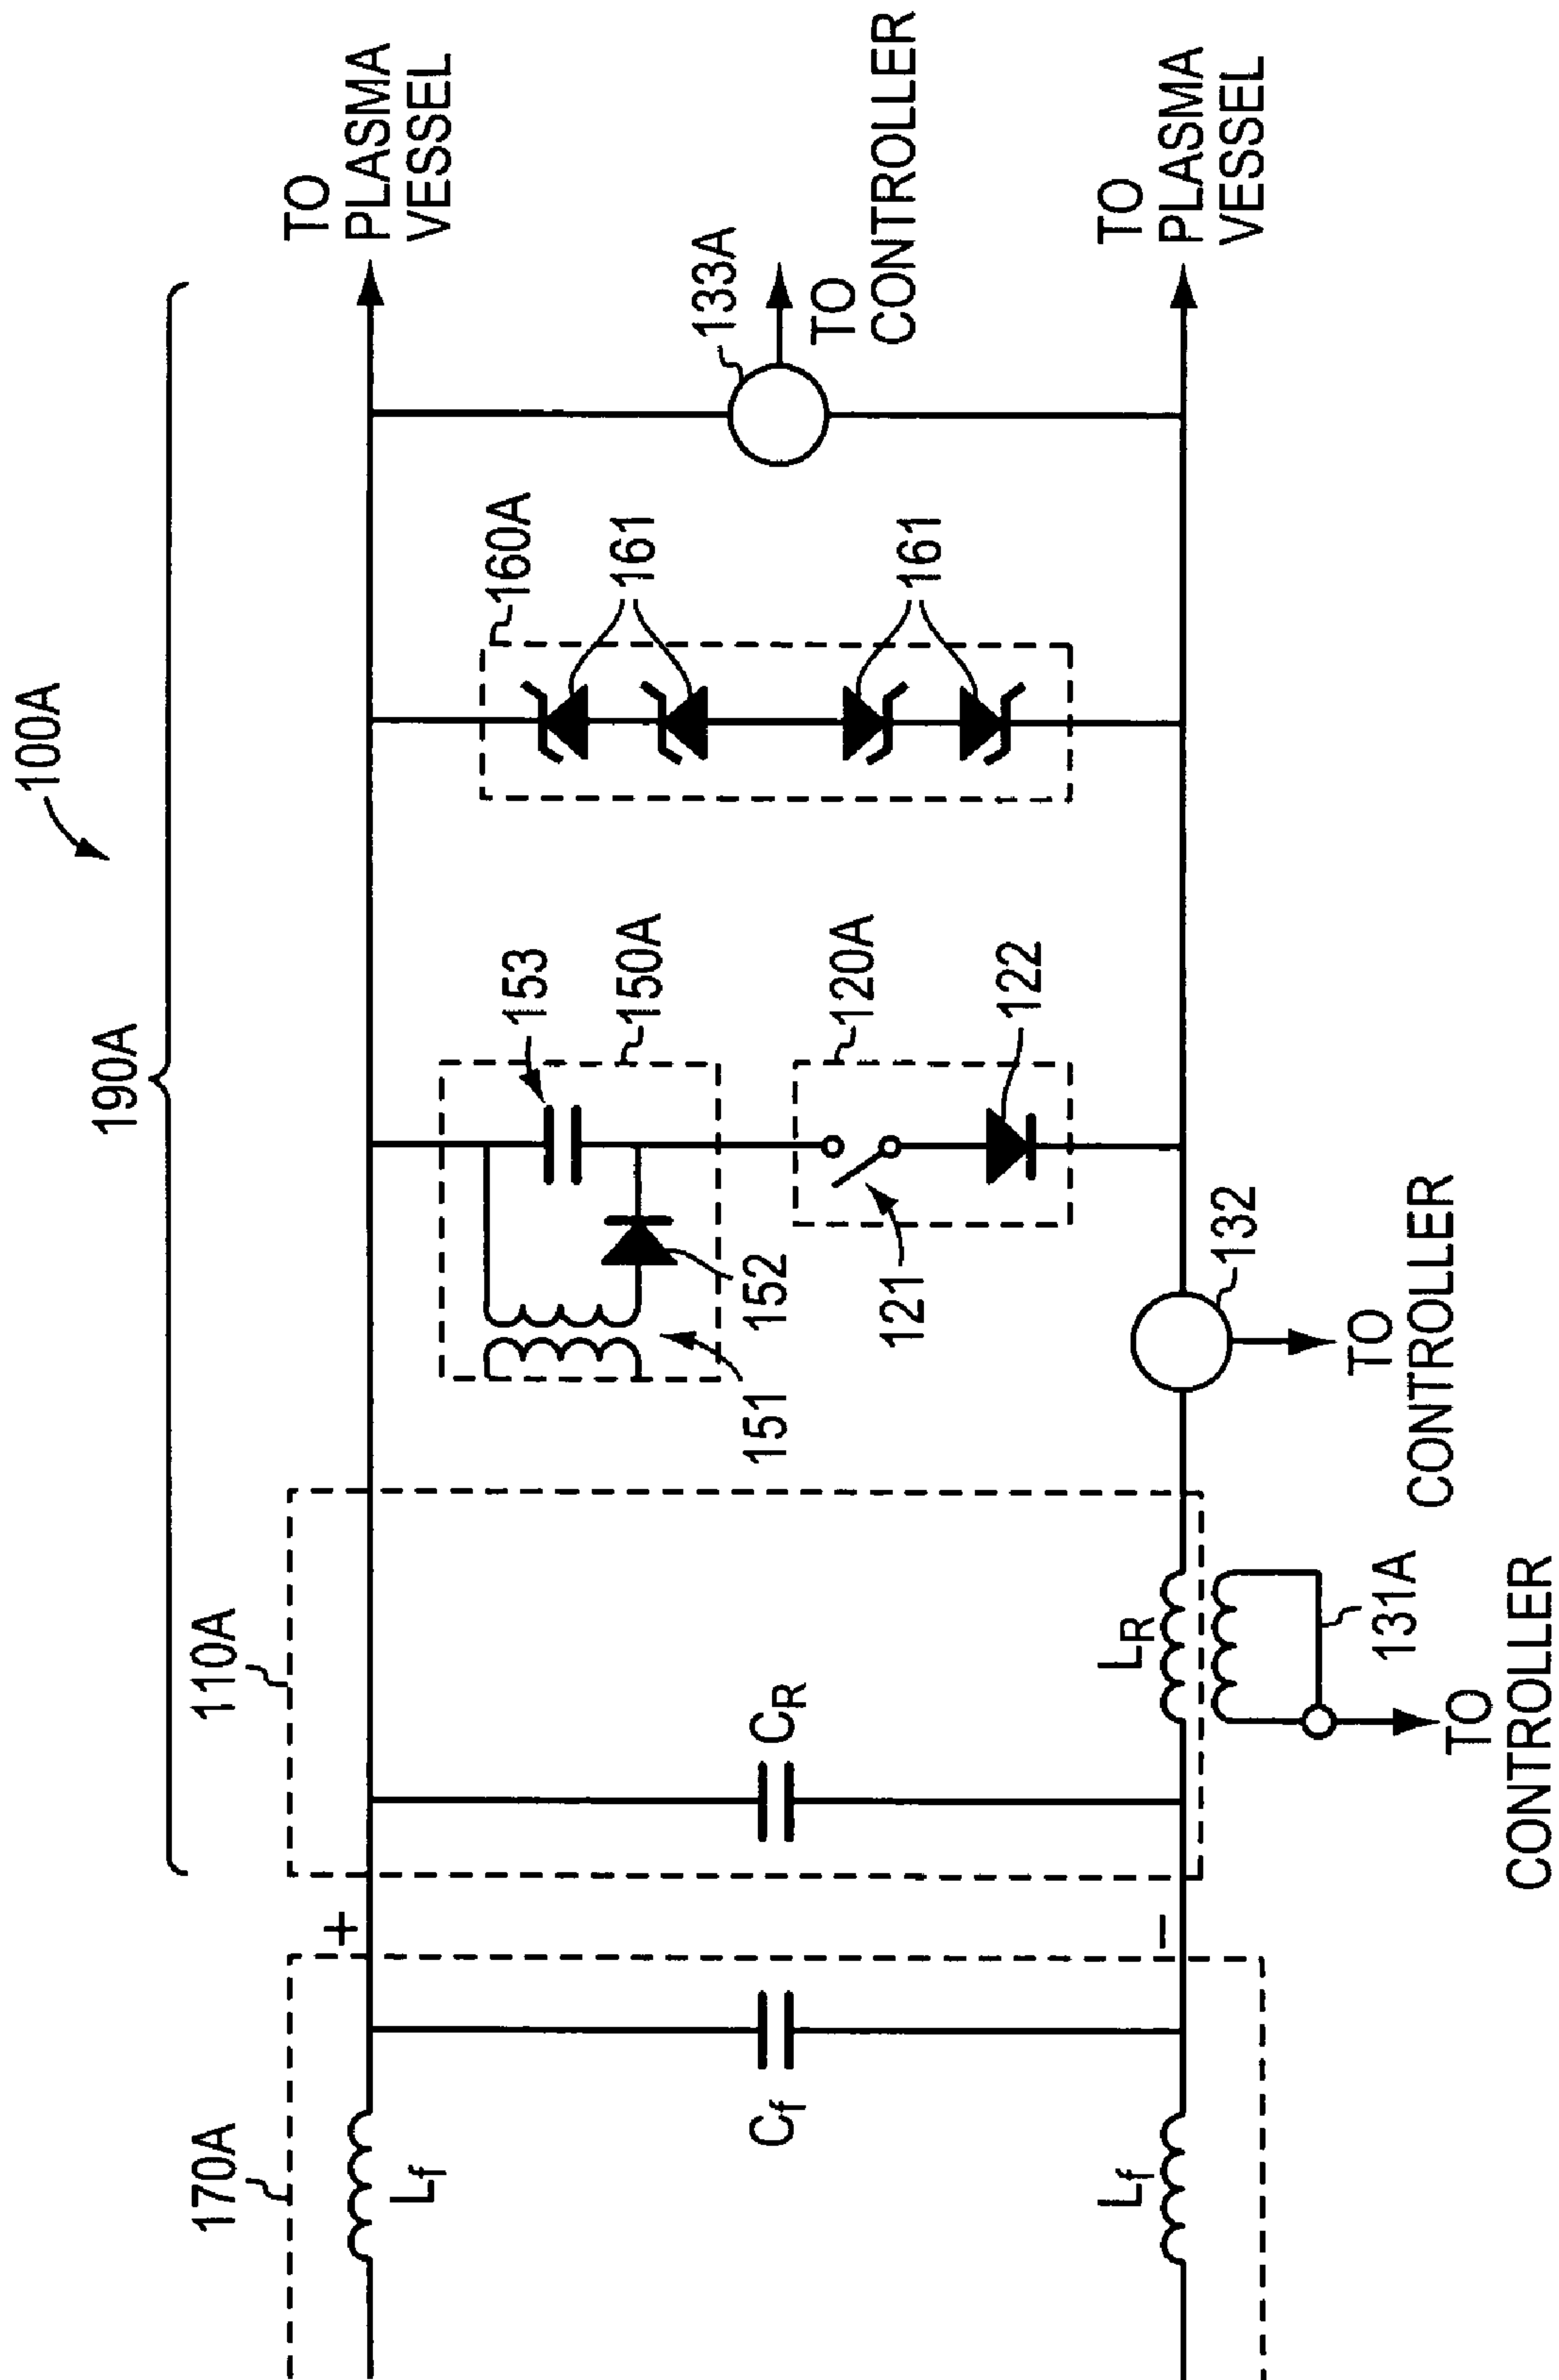 100A
190A
170A
110A
+
–
Lf
Cf
Lf
CR
LR
131A
TO
CONTROLLER
151
152
153
150A
121
120A
122
132
TO
CONTROLLER
160A
161
161
133A
TO
CONTROLLER
TO
PLASMA
VESSEL
TO
PLASMA
VESSEL